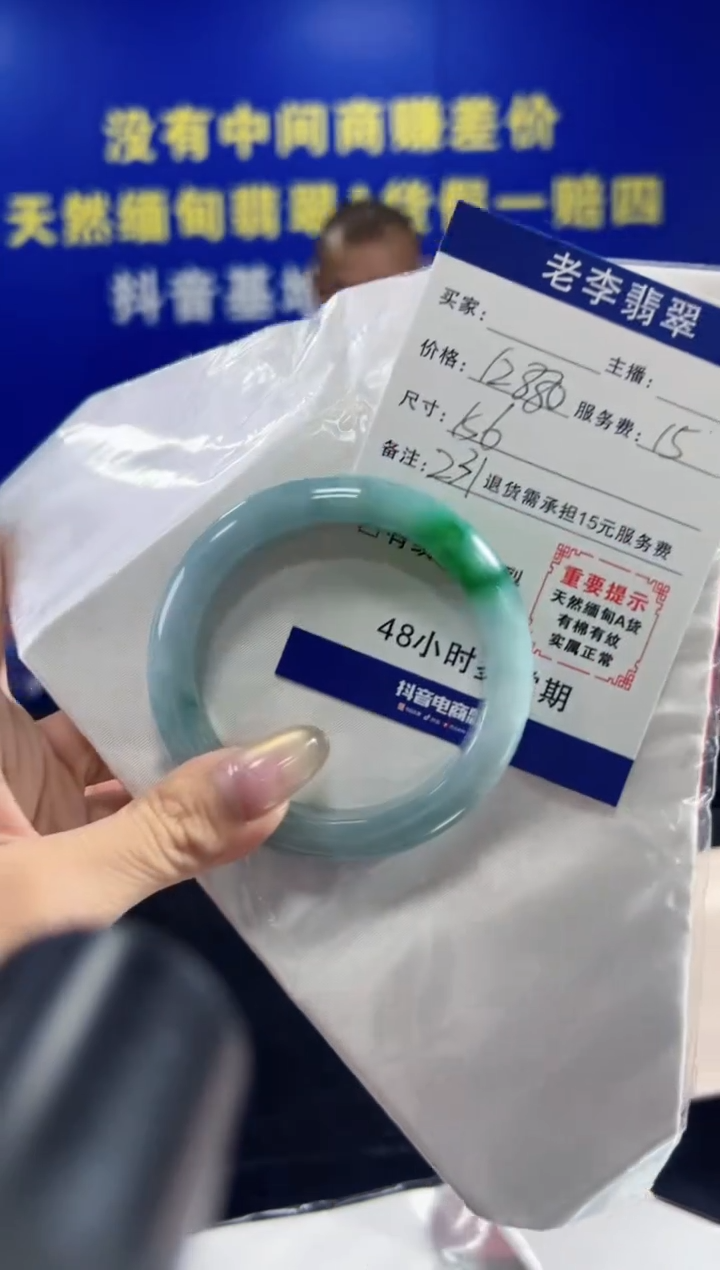 没有中间商赚差价
天然缅甸翡翠A货假一赔四
抖音基地
老李翡翠
买家:
主播:
价格: 12880 服务费: 15
尺寸: 56
备注: 231 退货需承担15元服务费
重要提示
天然缅甸A货
有棉有纹
实属正常
48小时 期
抖音电商